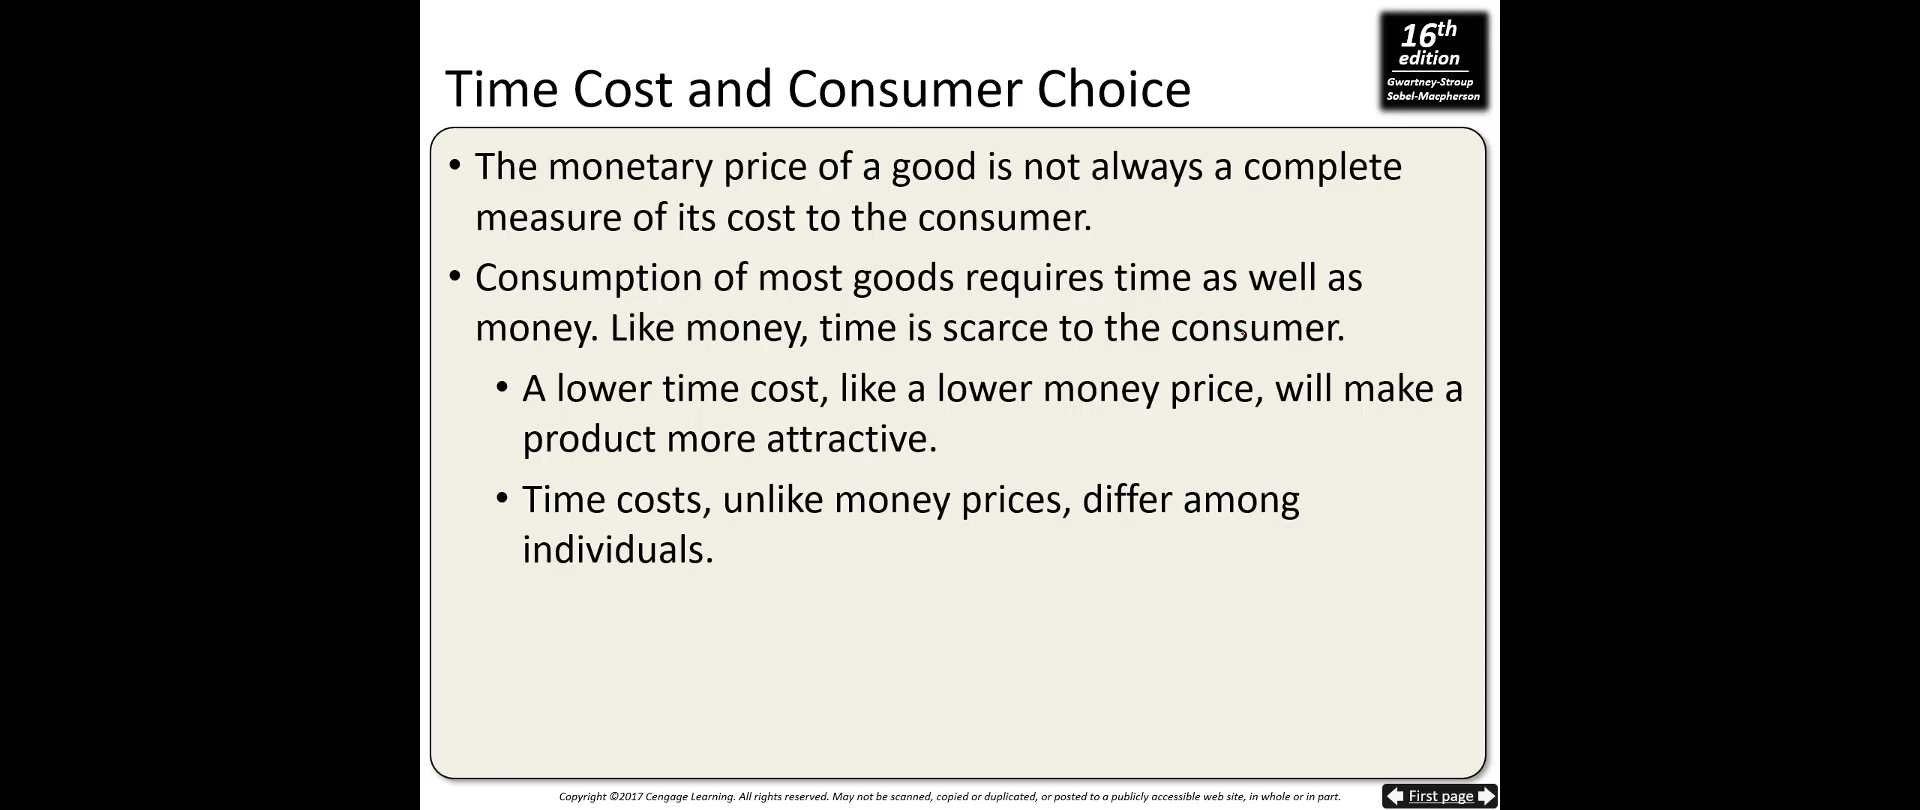 16th
edition
Gwartney-Stroup
Sobel-Macpherson
Time Cost and Consumer Choice
• The monetary price of a good is not always a complete
measure of its cost to the consumer.
• Consumption of most goods requires time as well as
money. Like money, time is scarce to the consumer.
• A lower time cost, like a lower money price, will make a
product more attractive.
• Time costs, unlike money prices, differ among
individuals.
Copyright ©2017 Cengage Learning. All rights reserved. May not be scanned, copied or duplicated, or posted to a publicly accessible web site, in whole or in part.
First page